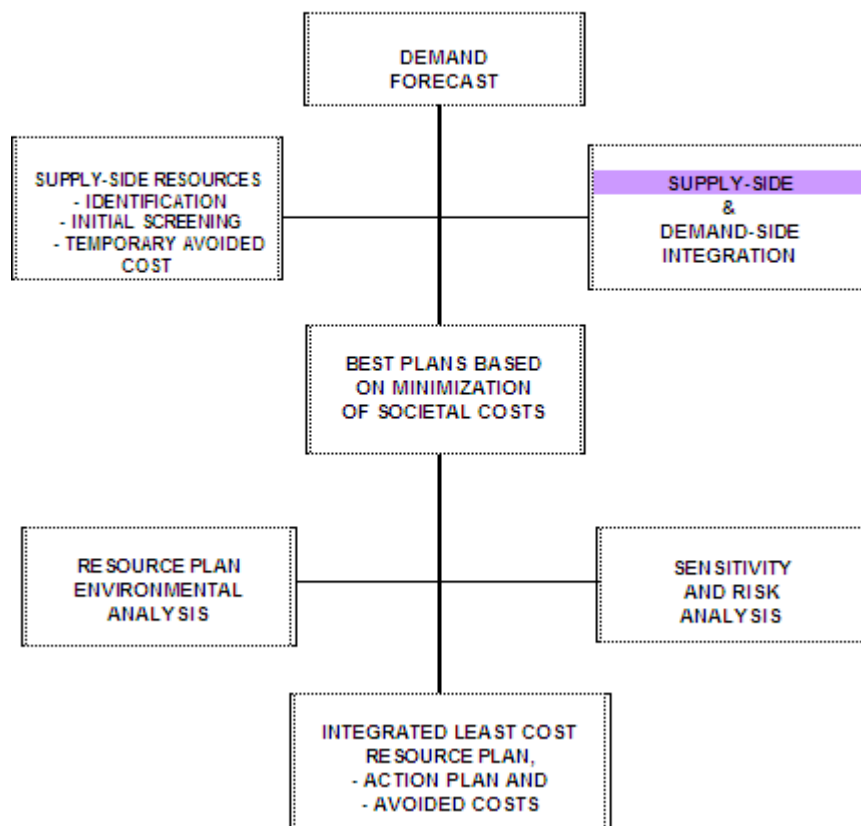 DEMAND
FORECAST
SUPPLY-SIDE RESOURCES
- IDENTIFICATION
- INITIAL SCREENING
- TEMPORARY AVOIDED
COST
SUPPLY-SIDE
&
DEMAND-SIDE
INTEGRATION
BEST PLANS BASED
ON MINIMIZATION
OF SOCIETAL COSTS
RESOURCE PLAN
ENVIRONMENTAL
ANALYSIS
SENSITIVITY
AND RISK
ANALYSIS
INTEGRATED LEAST COST
RESOURCE PLAN,
- ACTION PLAN AND
- AVOIDED COSTS